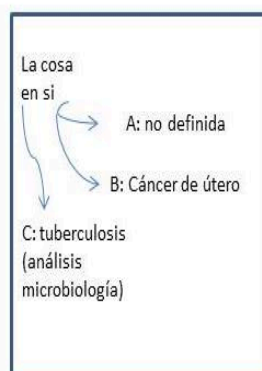 La cosa
en si
A: no definida
B: Cáncer de útero
C: tuberculosis
(análisis
microbiología)